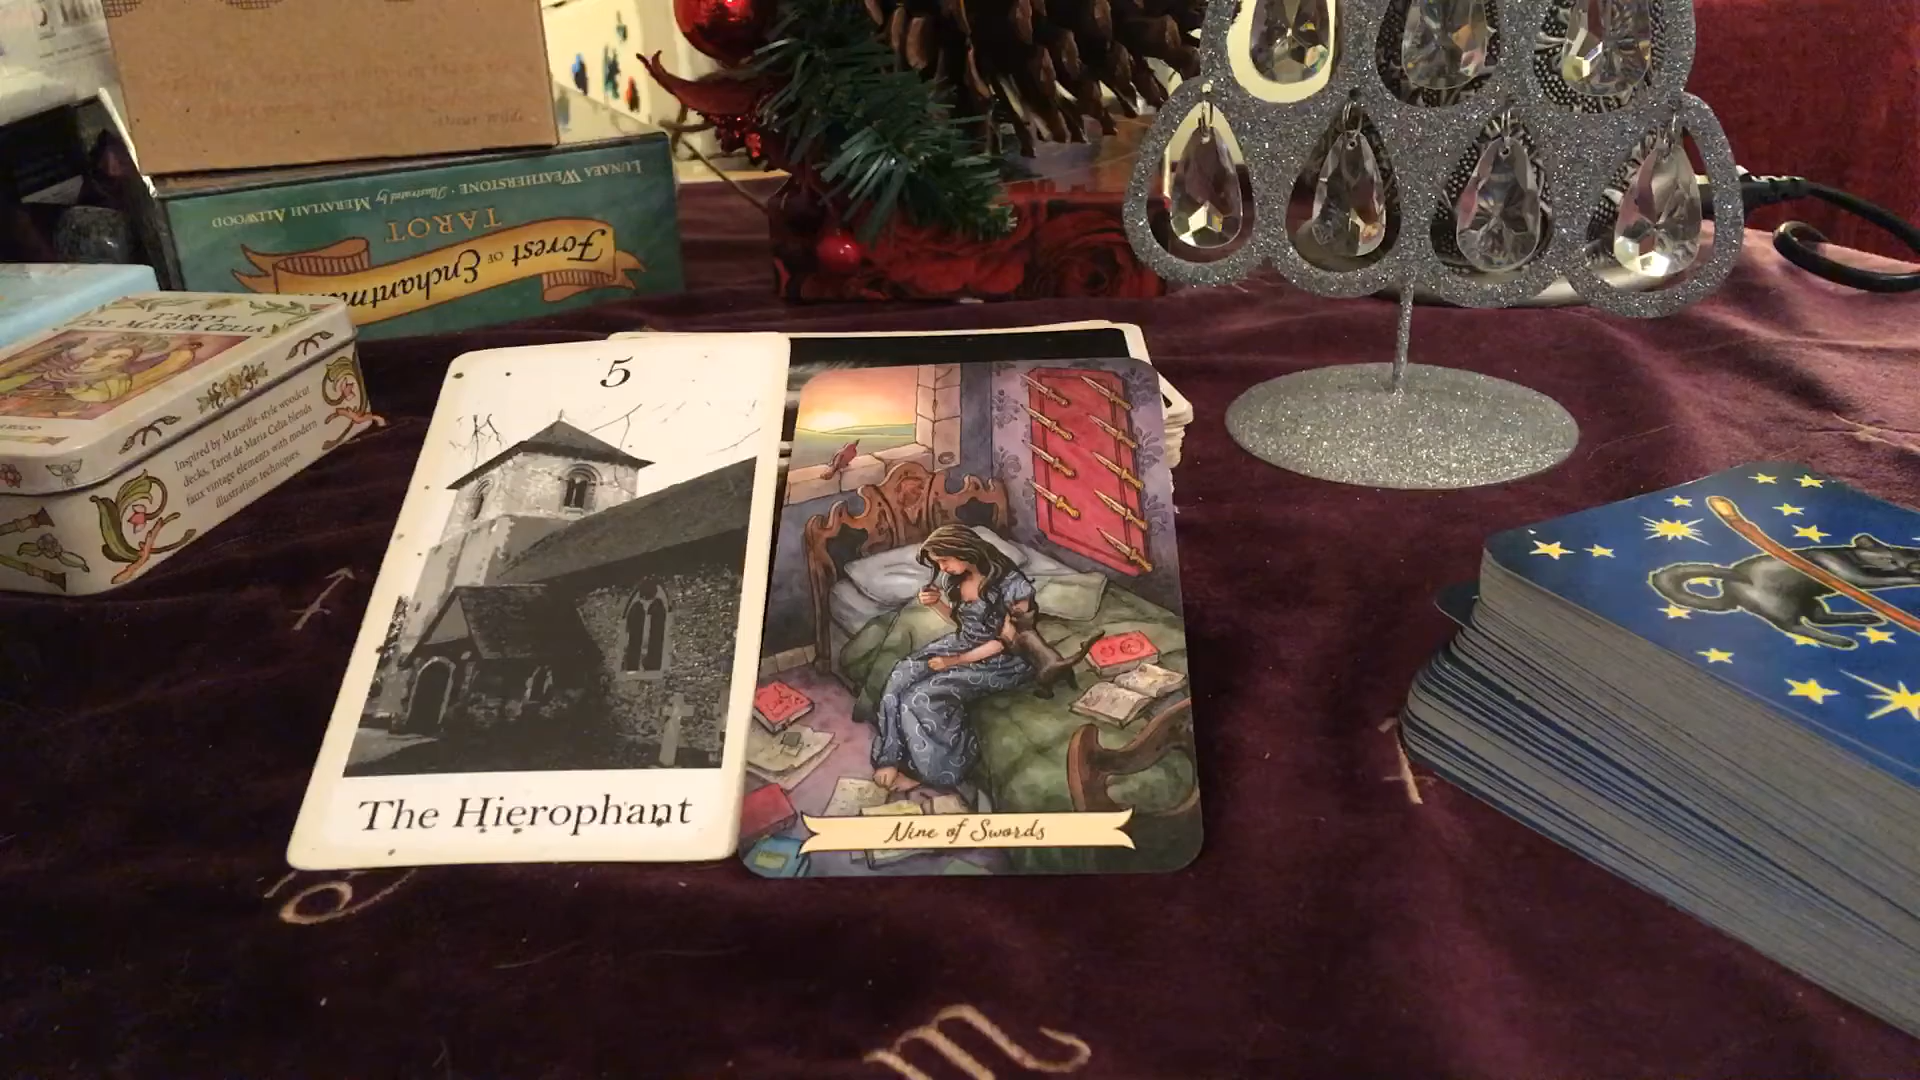 LUNAEA WEATHERSTONE · Illustrated by MERAYLAH ALLWOOD
TAROT
FOREST OF Enchantm
TAROT
DE MARIA CELIA
Inspired by Marseille-style woodcut
decks, Tarot de Maria Celia blends
faux vintage elements with modern
illustration techniques.
5
The Hierophant
Nine of Swords